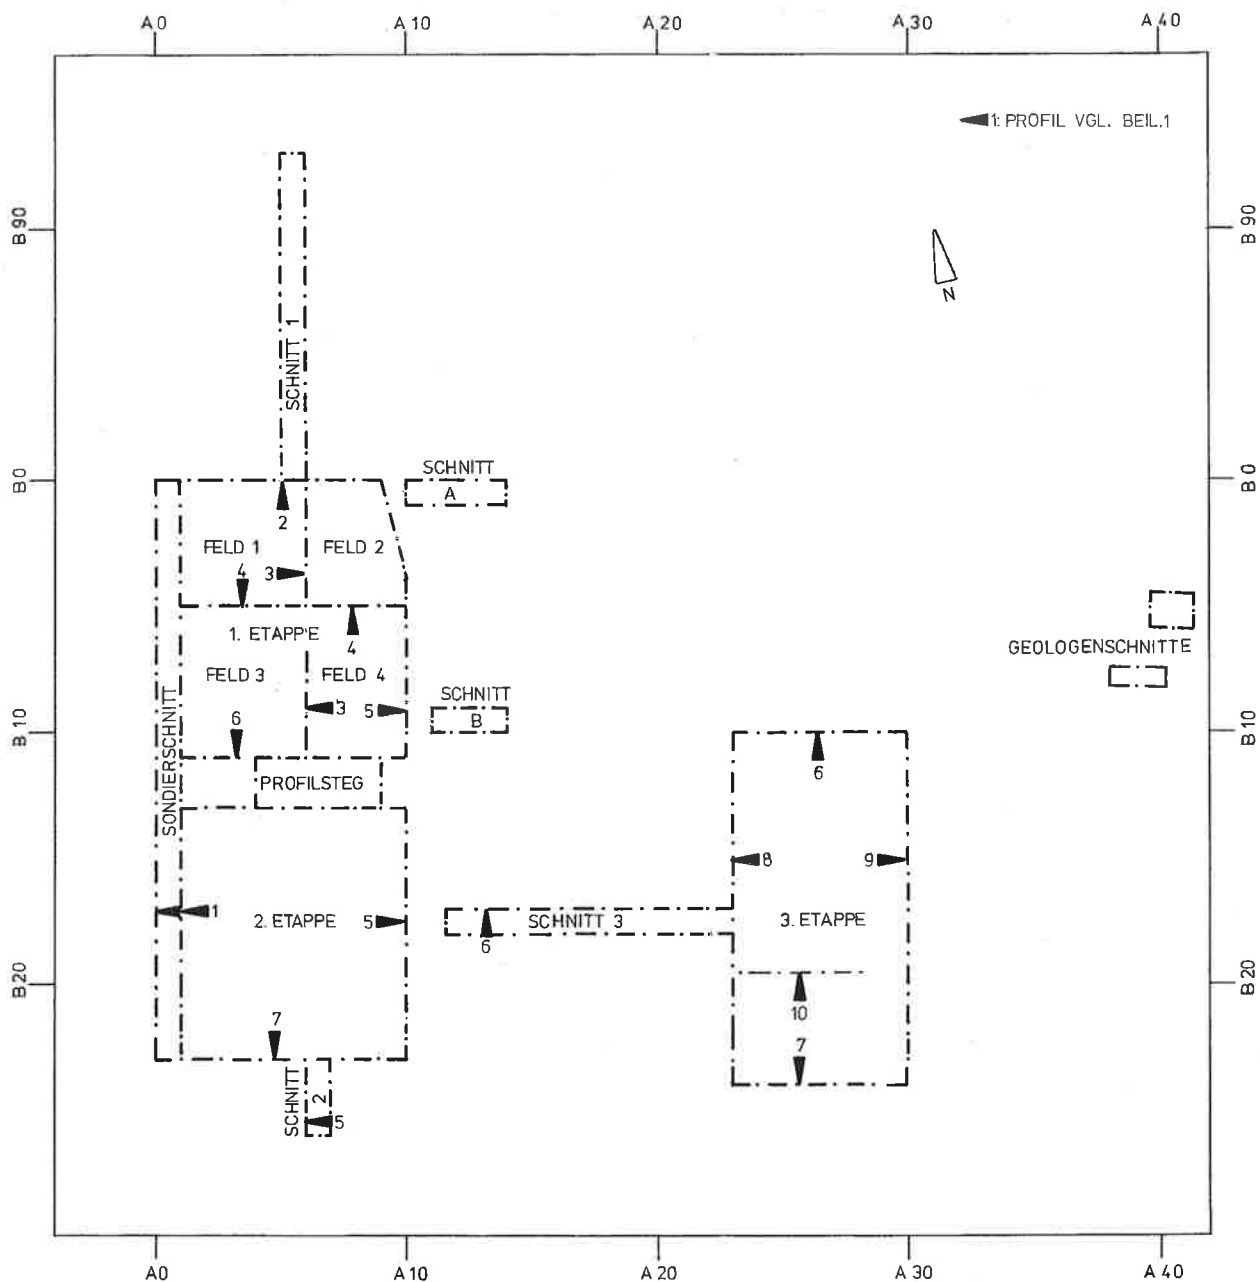 A0 A10 A20 A30 A40
1: PROFIL VGL. BEIL.1
B90 B90
N
SCHNITT 1
B0 B0
SCHNITT
A
2
FELD 1 FELD 2
4 3
1. ETAPPE
4
GEOLOGENSCHNITTE
FELD 3 FELD 4
SCHNITT
B
3 5
6
B10 B10
SONDIERSCHNITT
PROFILSTEG
6
8 9
1
2. ETAPPE 5
SCHNITT 3
3. ETAPPE
6
B20 B20
10
7 7
SCHNITT 2
5
A0 A10 A20 A30 A40